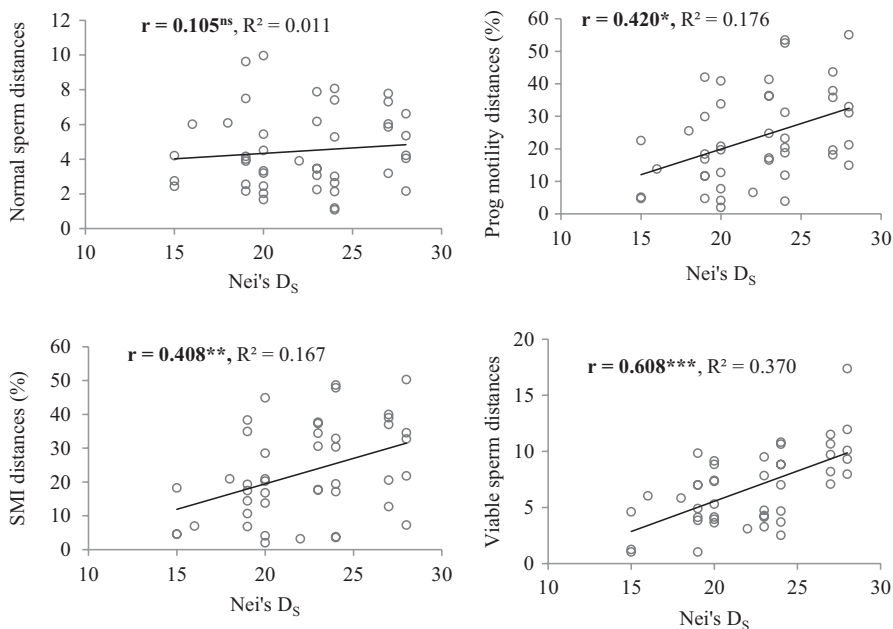 r = 0.105ns, R² = 0.011
Normal sperm distances
12
10
8
6
4
2
0
10 15 20 25 30
Nei's DS
r = 0.420*, R² = 0.176
Prog motility distances (%)
60
50
40
30
20
10
0
10 15 20 25 30
Nei's DS
r = 0.408**, R² = 0.167
SMI distances (%)
60
50
40
30
20
10
0
10 15 20 25 30
Nei's DS
r = 0.608***, R² = 0.370
Viable sperm distances
20
15
10
5
0
10 15 20 25 30
Nei's DS